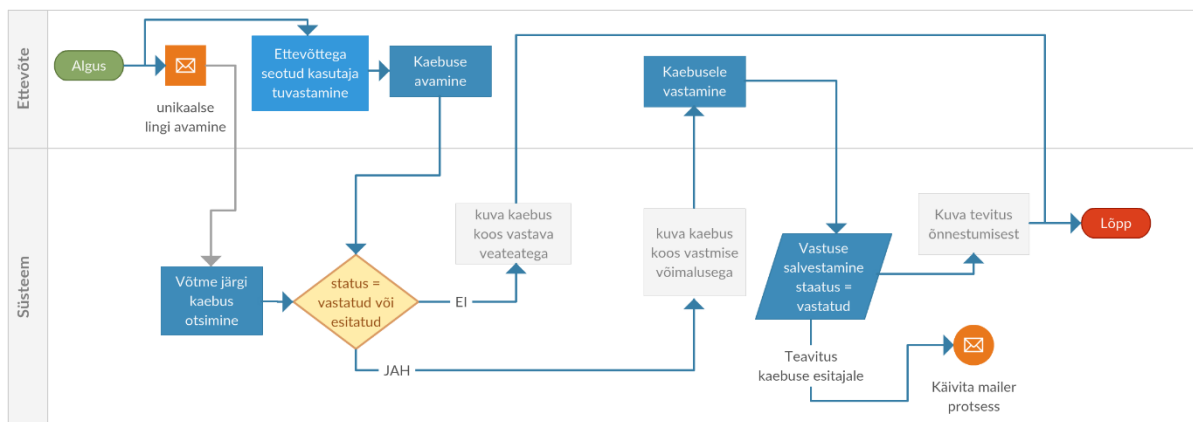 Ettevõte
Algus
unikaalse
lingi avamine
Ettevõttega
seotud kasutaja
tuvastamine
Kaebuse
avamine
Kaebusele
vastamine
Süsteem
Võtme järgi
kaebus
otsimine
status =
vastatud või
esitatud
EI
JAH
kuva kaebus
koos vastava
veateatega
kuva kaebus
koos vastmise
võimalusega
Vastuse
salvestamine
staatus =
vastatud
Kuva tevitus
õnnestumisest
Lõpp
Teavitus
kaebuse esitajale
Käivita mailer
protsess